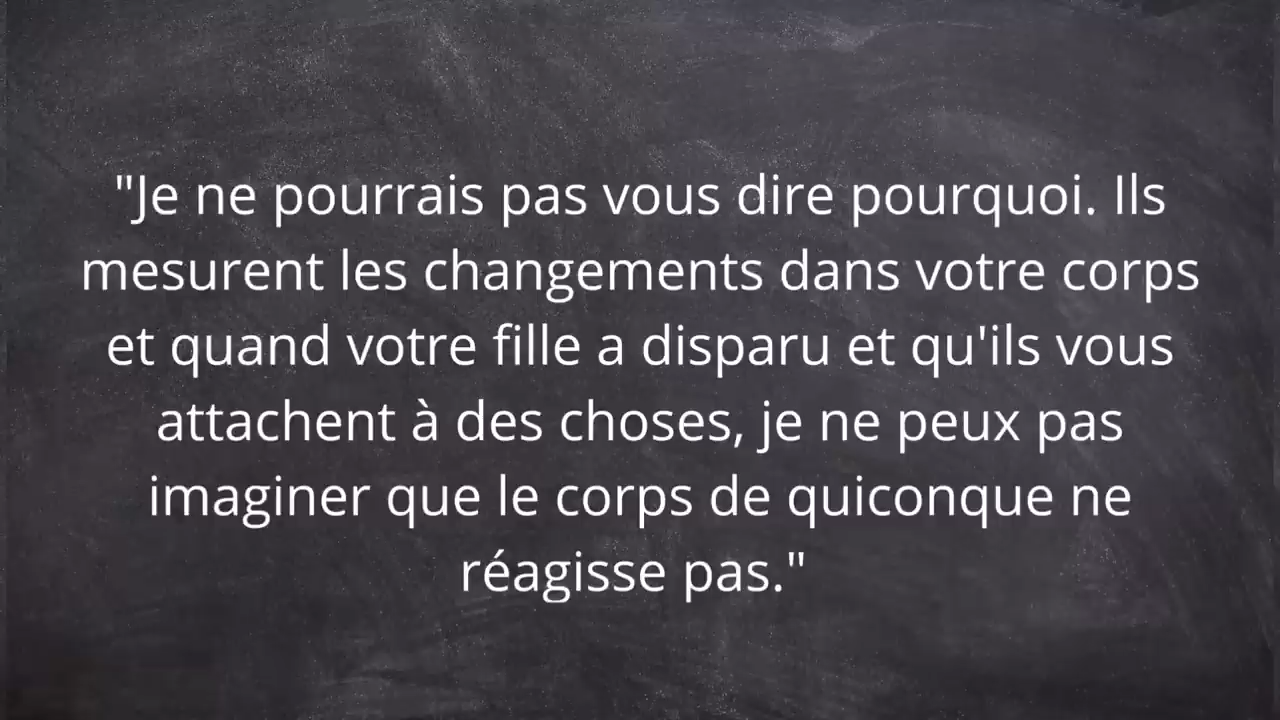 "Je ne pourrais pas vous dire pourquoi. Ils
mesurent les changements dans votre corps
et quand votre fille a disparu et qu'ils vous
attachent à des choses, je ne peux pas
imaginer que le corps de quiconque ne
réagisse pas."